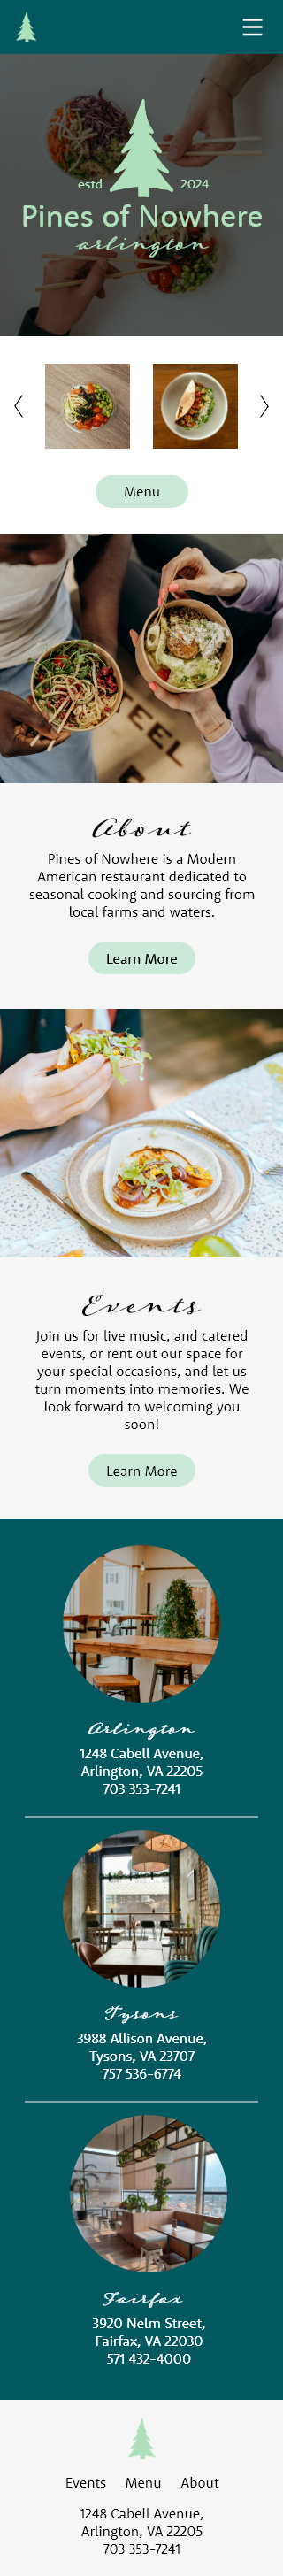 estd 2024
Pines of Nowhere
arlington
Menu
About
Pines of Nowhere is a Modern
American restaurant dedicated to
seasonal cooking and sourcing from
local farms and waters.
Learn More
Events
Join us for live music, and catered
events, or rent out our space for
your special occasions, and let us
turn moments into memories. We
look forward to welcoming you
soon!
Learn More
Arlington
1248 Cabell Avenue,
Arlington, VA 22205
703 353-7241
Tysons
3988 Allison Avenue,
Tysons, VA 23707
757 536-6774
Fairfax
3920 Nelm Street,
Fairfax, VA 22030
571 432-4000
Events Menu About
1248 Cabell Avenue,
Arlington, VA 22205
703 353-7241